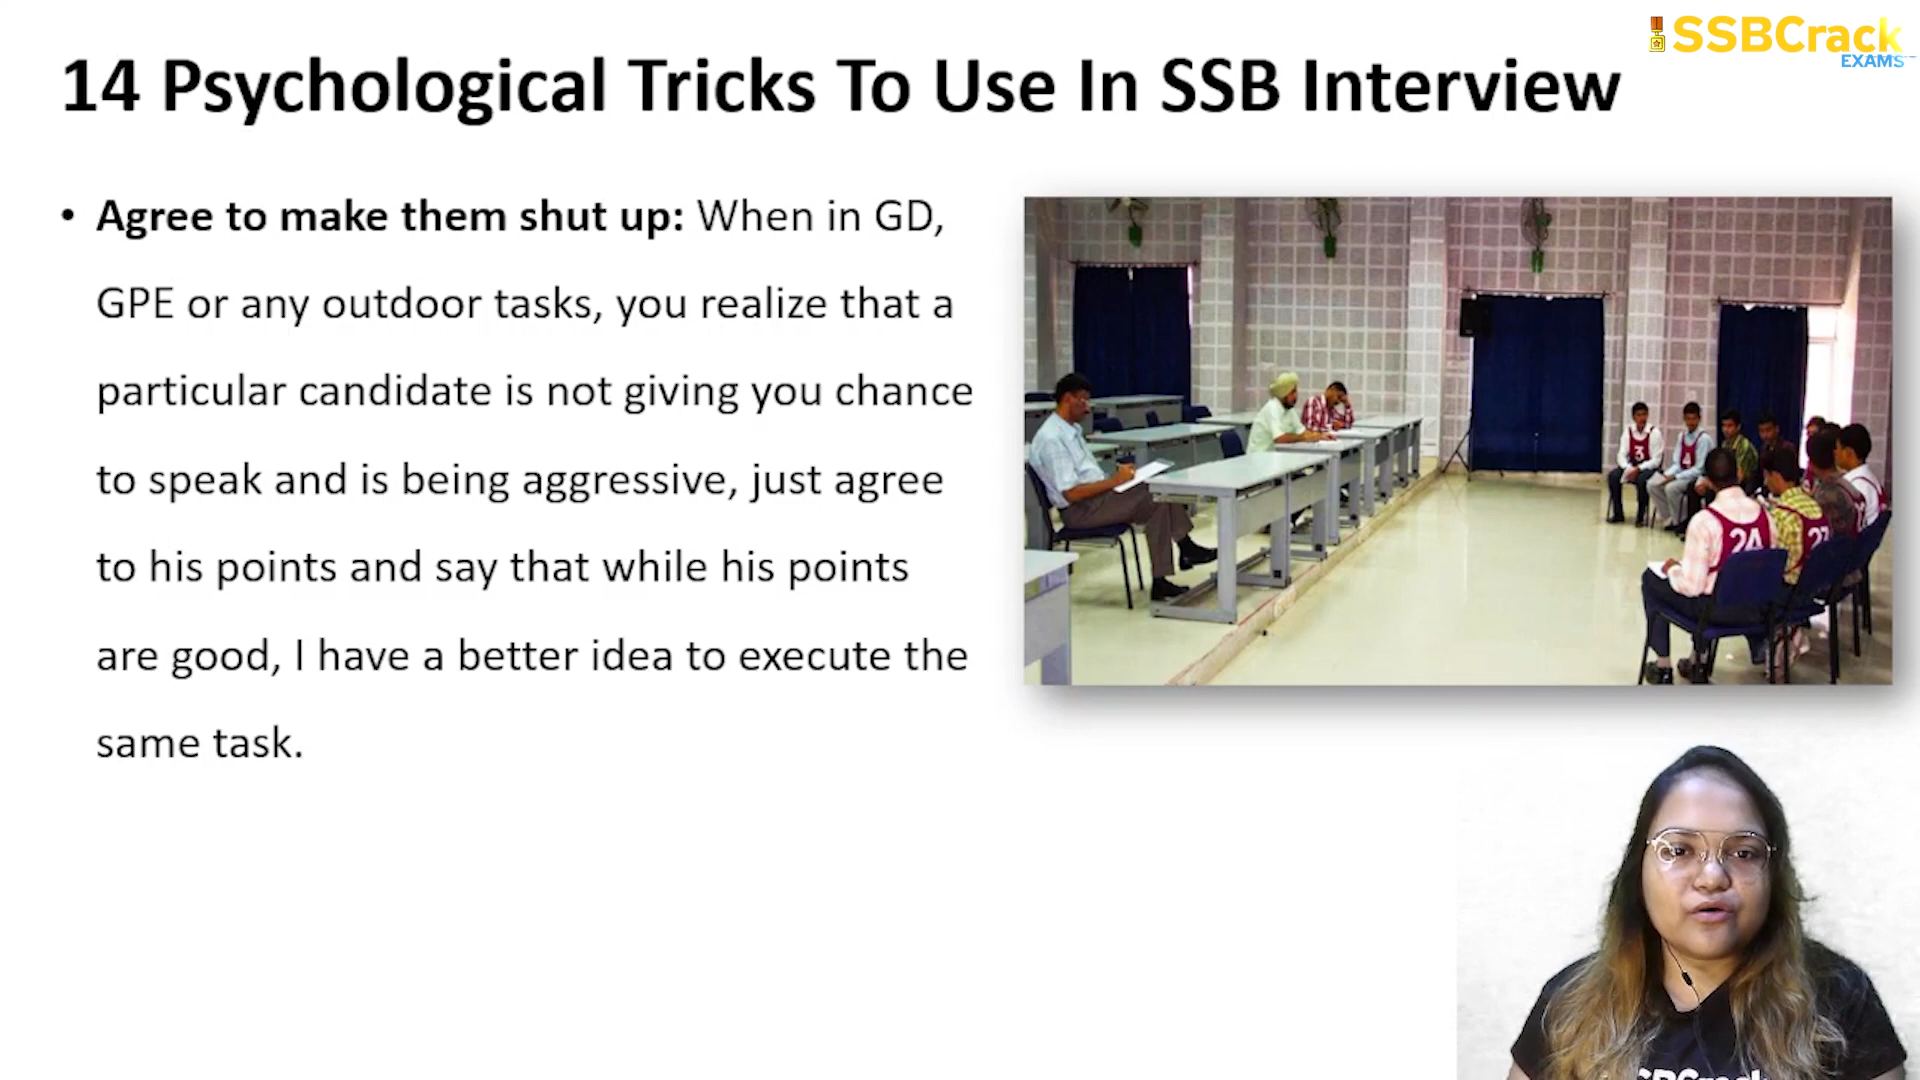 SSBCrack
EXAMS
14 Psychological Tricks To Use In SSB Interview
• Agree to make them shut up: When in GD,
GPE or any outdoor tasks, you realize that a
particular candidate is not giving you chance
to speak and is being aggressive, just agree
to his points and say that while his points
are good, I have a better idea to execute the
same task.
3
4
24